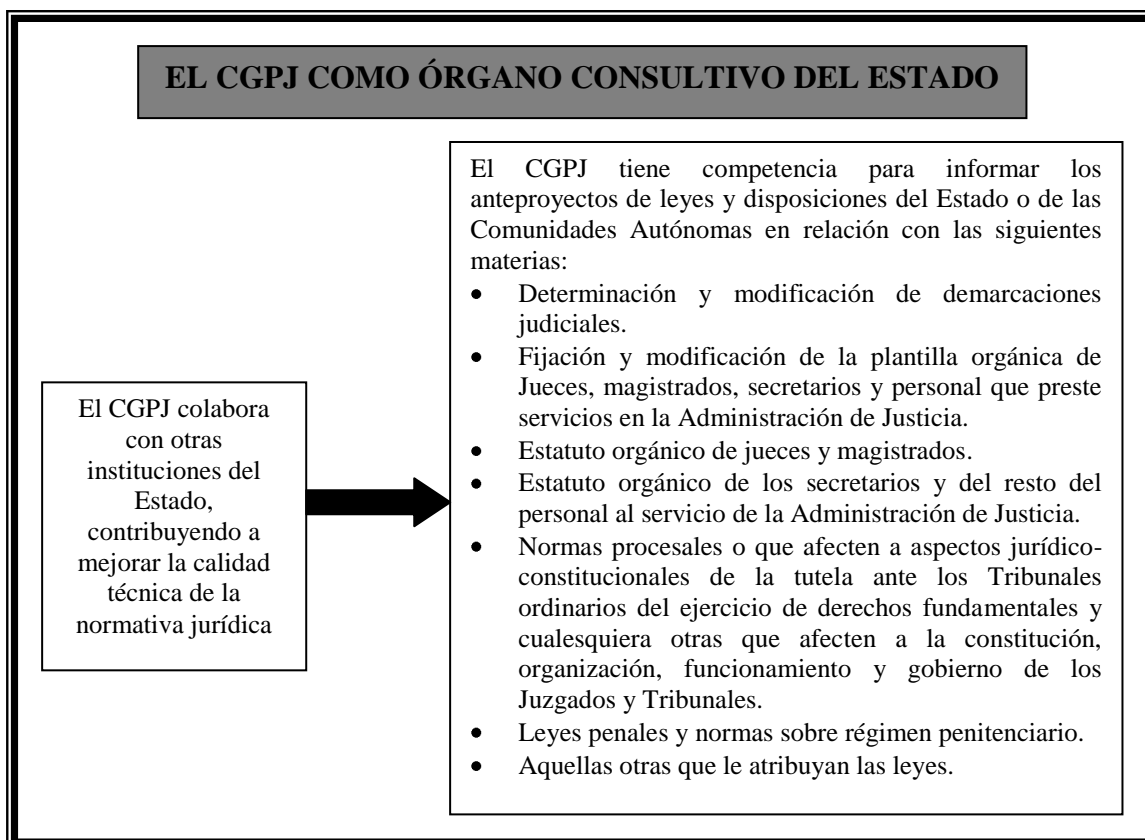 EL CGPJ COMO ÓRGANO CONSULTIVO DEL ESTADO
El CGPJ colabora
con otras
instituciones del
Estado,
contribuyendo a
mejorar la calidad
técnica de la
normativa jurídica
El CGPJ tiene competencia para informar los
anteproyectos de leyes y disposiciones del Estado o de las
Comunidades Autónomas en relación con las siguientes
materias:
• Determinación y modificación de demarcaciones
judiciales.
• Fijación y modificación de la plantilla orgánica de
Jueces, magistrados, secretarios y personal que preste
servicios en la Administración de Justicia.
• Estatuto orgánico de jueces y magistrados.
• Estatuto orgánico de los secretarios y del resto del
personal al servicio de la Administración de Justicia.
• Normas procesales o que afecten a aspectos jurídico-
constitucionales de la tutela ante los Tribunales
ordinarios del ejercicio de derechos fundamentales y
cualesquiera otras que afecten a la constitución,
organización, funcionamiento y gobierno de los
Juzgados y Tribunales.
• Leyes penales y normas sobre régimen penitenciario.
• Aquellas otras que le atribuyan las leyes.